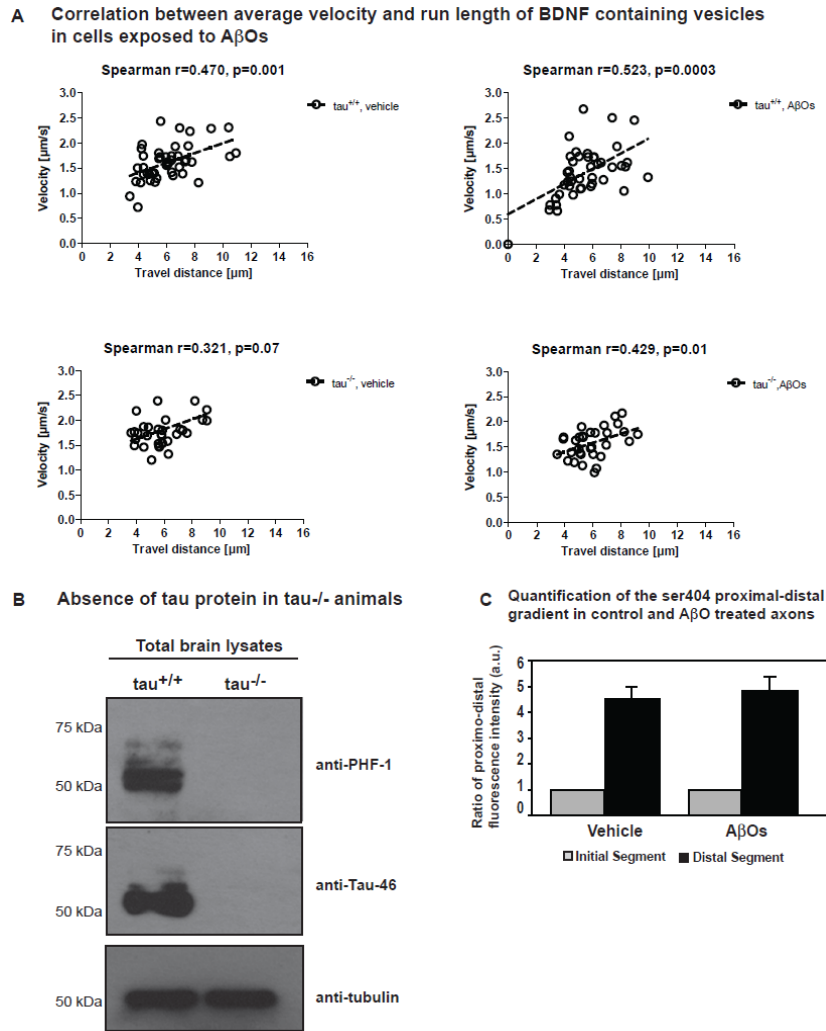 A Correlation between average velocity and run length of BDNF containing vesicles
in cells exposed to AβOs
Spearman r=0.470, p=0.001
3.0
2.5
2.0
1.5
1.0
0.5
0.0
Velocity [µm/s]
0 2 4 6 8 10 12 14 16
Travel distance [µm]
tau+/+, vehicle
Spearman r=0.523, p=0.0003
3.0
2.5
2.0
1.5
1.0
0.5
0.0
Velocity [µm/s]
0 2 4 6 8 10 12 14 16
Travel distance [µm]
tau+/+, AβOs
Spearman r=0.321, p=0.07
3.0
2.5
2.0
1.5
1.0
0.5
0.0
Velocity [µm/s]
0 2 4 6 8 10 12 14 16
Travel distance [µm]
tau-/-, vehicle
Spearman r=0.429, p=0.01
3.0
2.5
2.0
1.5
1.0
0.5
0.0
Velocity [µm/s]
0 2 4 6 8 10 12 14 16
Travel distance [µm]
tau-/-,AβOs
B Absence of tau protein in tau-/- animals
Total brain lysates
tau+/+ tau-/-
75 kDa
50 kDa
anti-PHF-1
75 kDa
50 kDa
anti-Tau-46
50 kDa
anti-tubulin
C Quantification of the ser404 proximal-distal
gradient in control and AβO treated axons
Ratio of proximo-distal
fluorescence intensity (a.u.)
6
5
4
3
2
1
0
Vehicle AβOs
Initial Segment Distal Segment